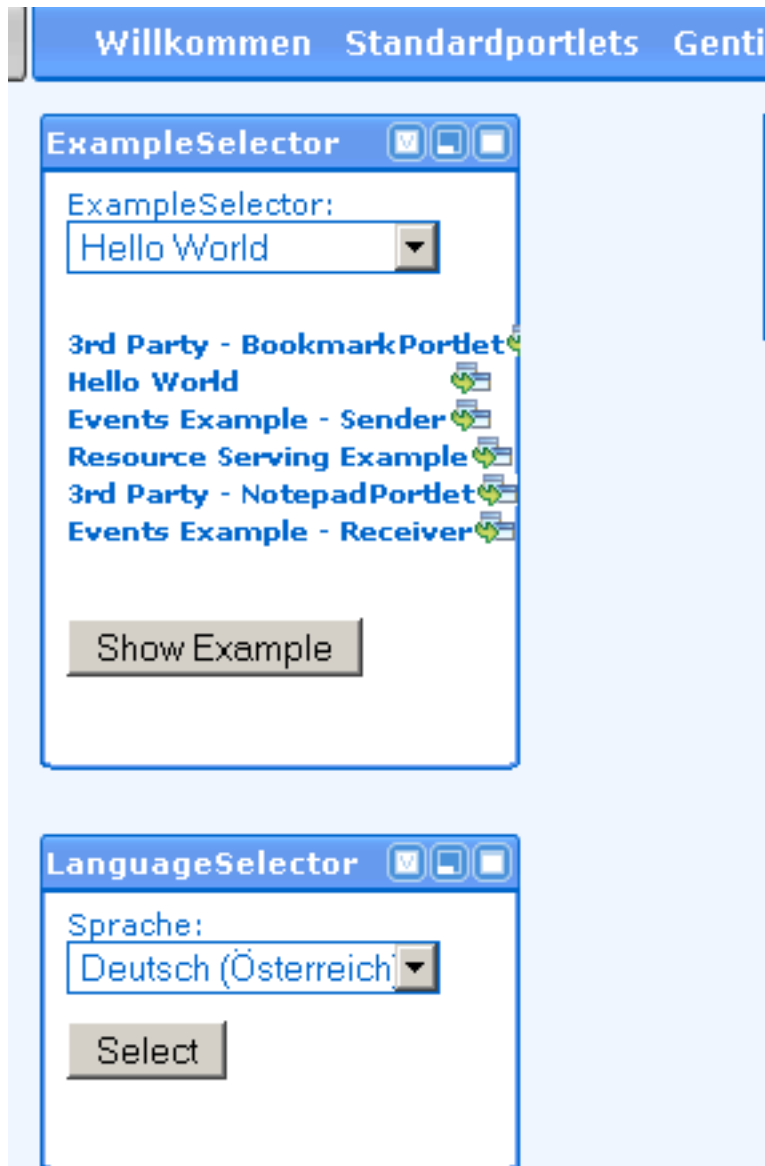 Willkommen Standardportlets
ExampleSelector
ExampleSelector:
Hello World
3rd Party - BookmarkPortlet
Hello World
Events Example - Sender
Resource Serving Example
3rd Party - NotepadPortlet
Events Example - Receiver
Show Example
LanguageSelector
Sprache:
Deutsch (Österreich)
Select